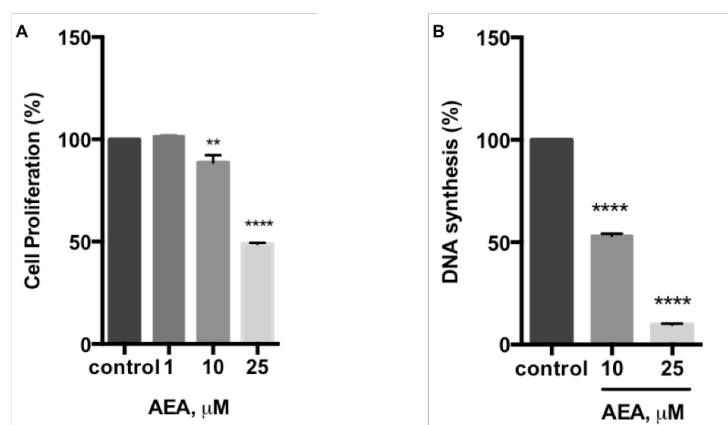 A
150
100
50
0
Cell Proliferation (%)
**
****
control 1 10 25
AEA, μM
B
150
100
50
0
DNA synthesis (%)
****
****
control 10 25
AEA, μM